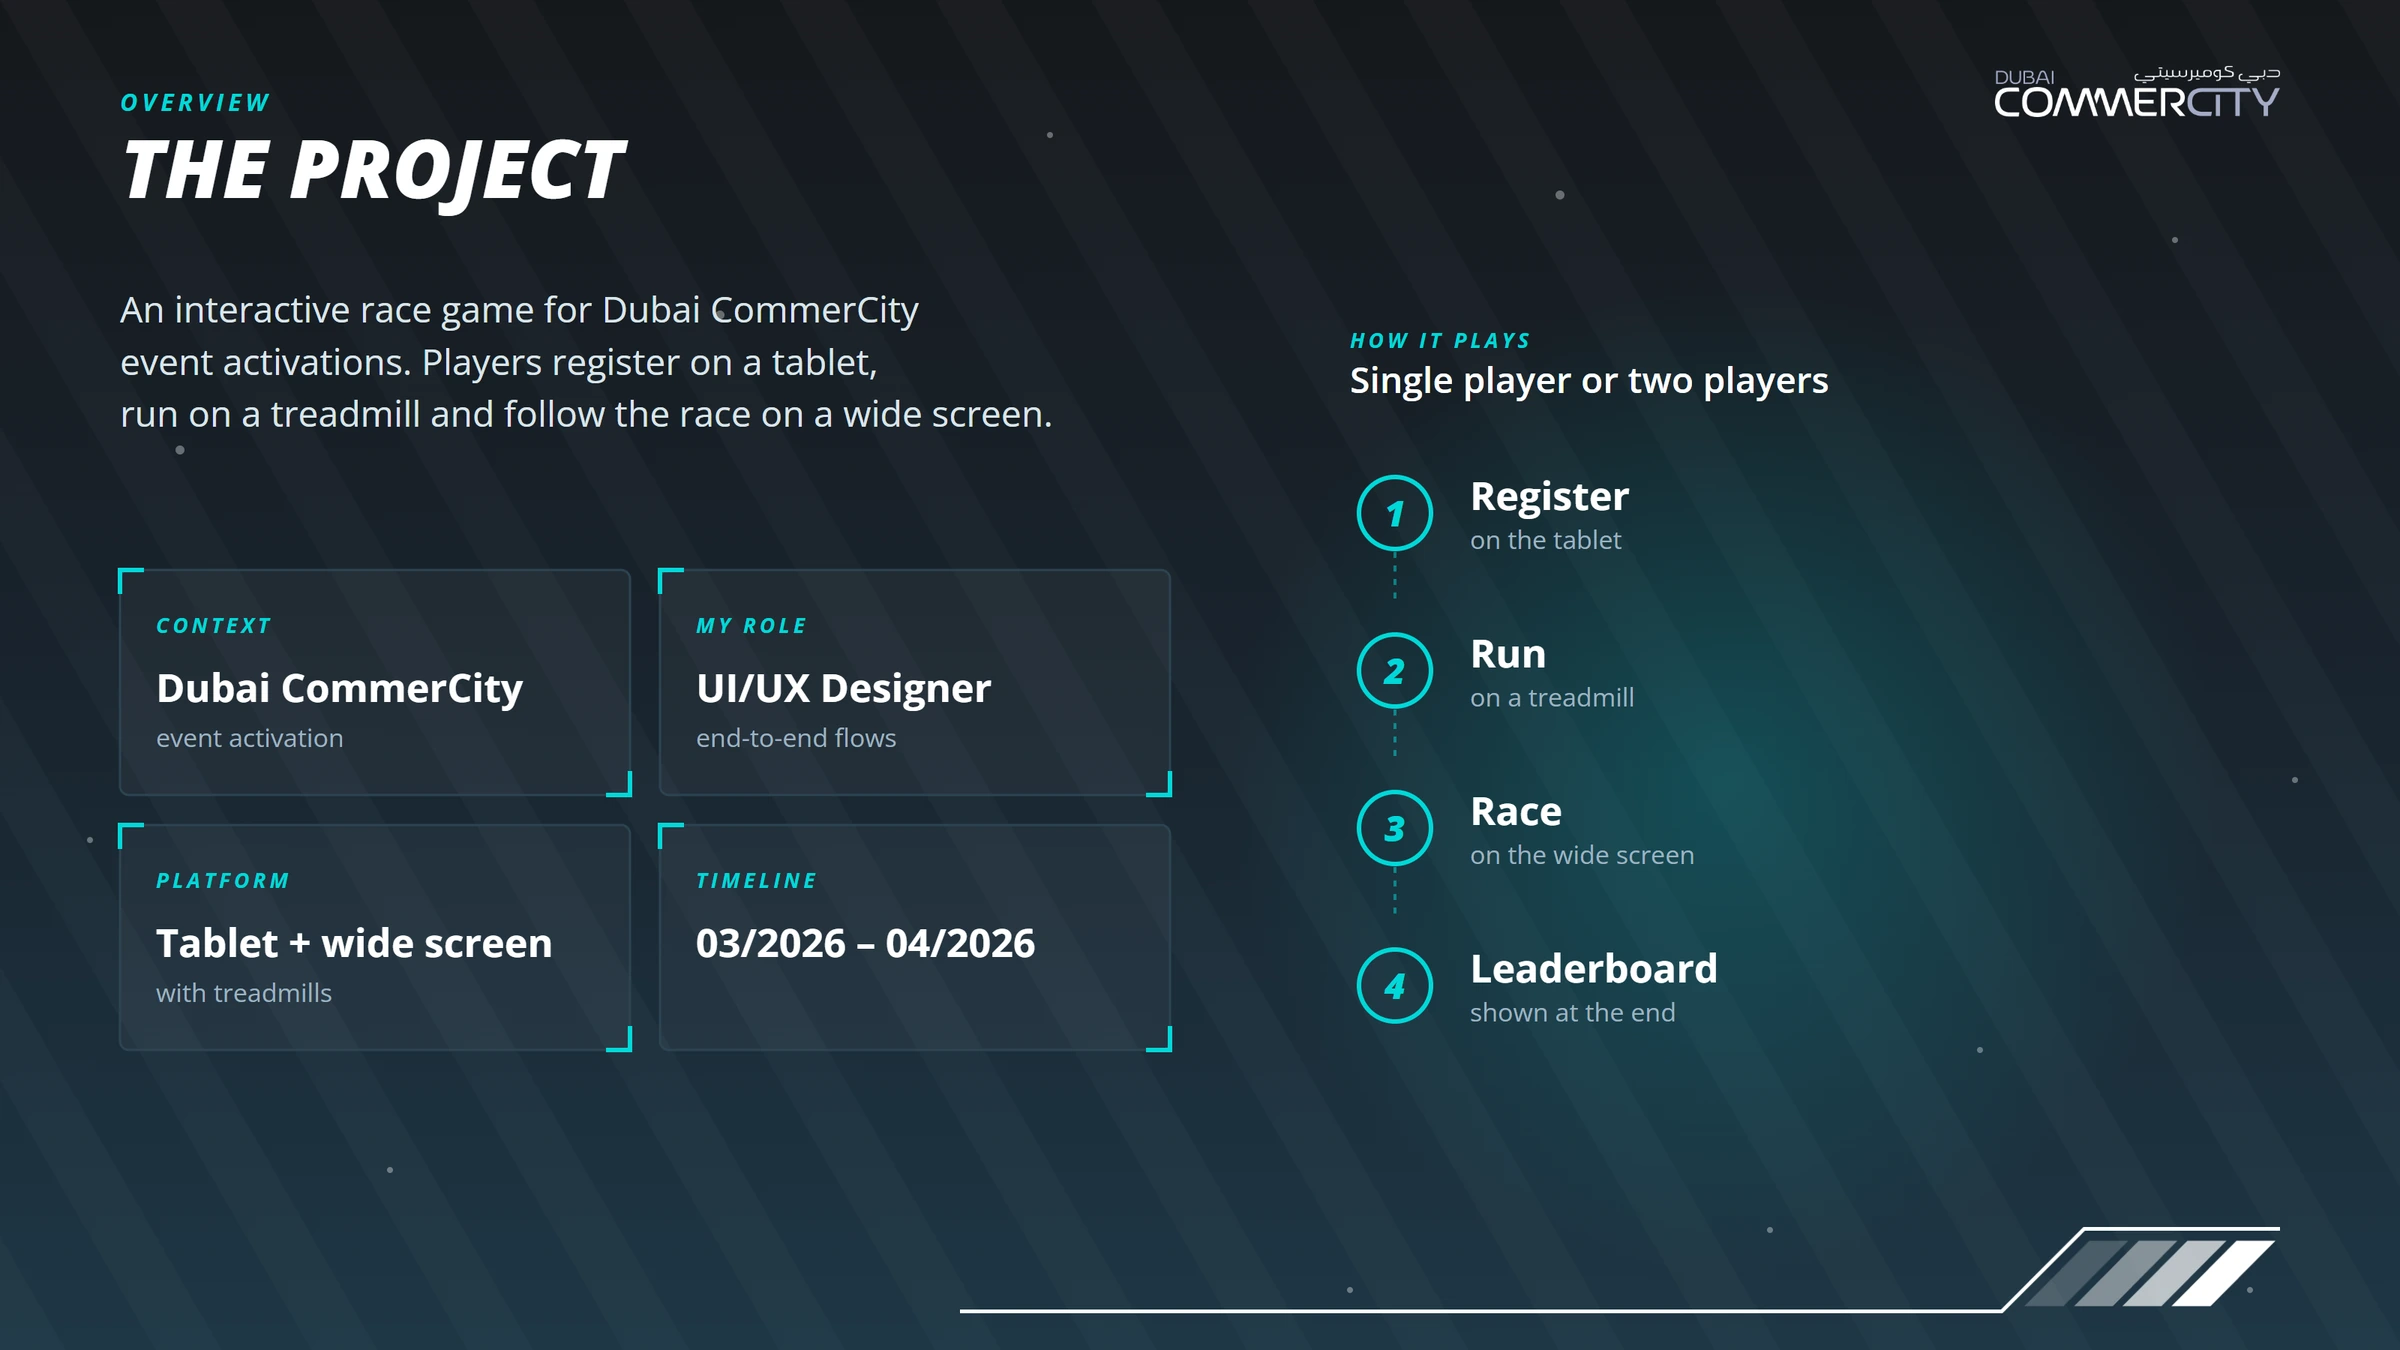 OVERVIEW
THE PROJECT
DUBAI دبي كوميرسيتي
COMMERCITY
An interactive race game for Dubai CommerCity
event activations. Players register on a tablet,
run on a treadmill and follow the race on a wide screen.
CONTEXT
Dubai CommerCity
event activation
MY ROLE
UI/UX Designer
end-to-end flows
PLATFORM
Tablet + wide screen
with treadmills
TIMELINE
03/2026 – 04/2026
HOW IT PLAYS
Single player or two players
1 Register
on the tablet
2 Run
on a treadmill
3 Race
on the wide screen
4 Leaderboard
shown at the end